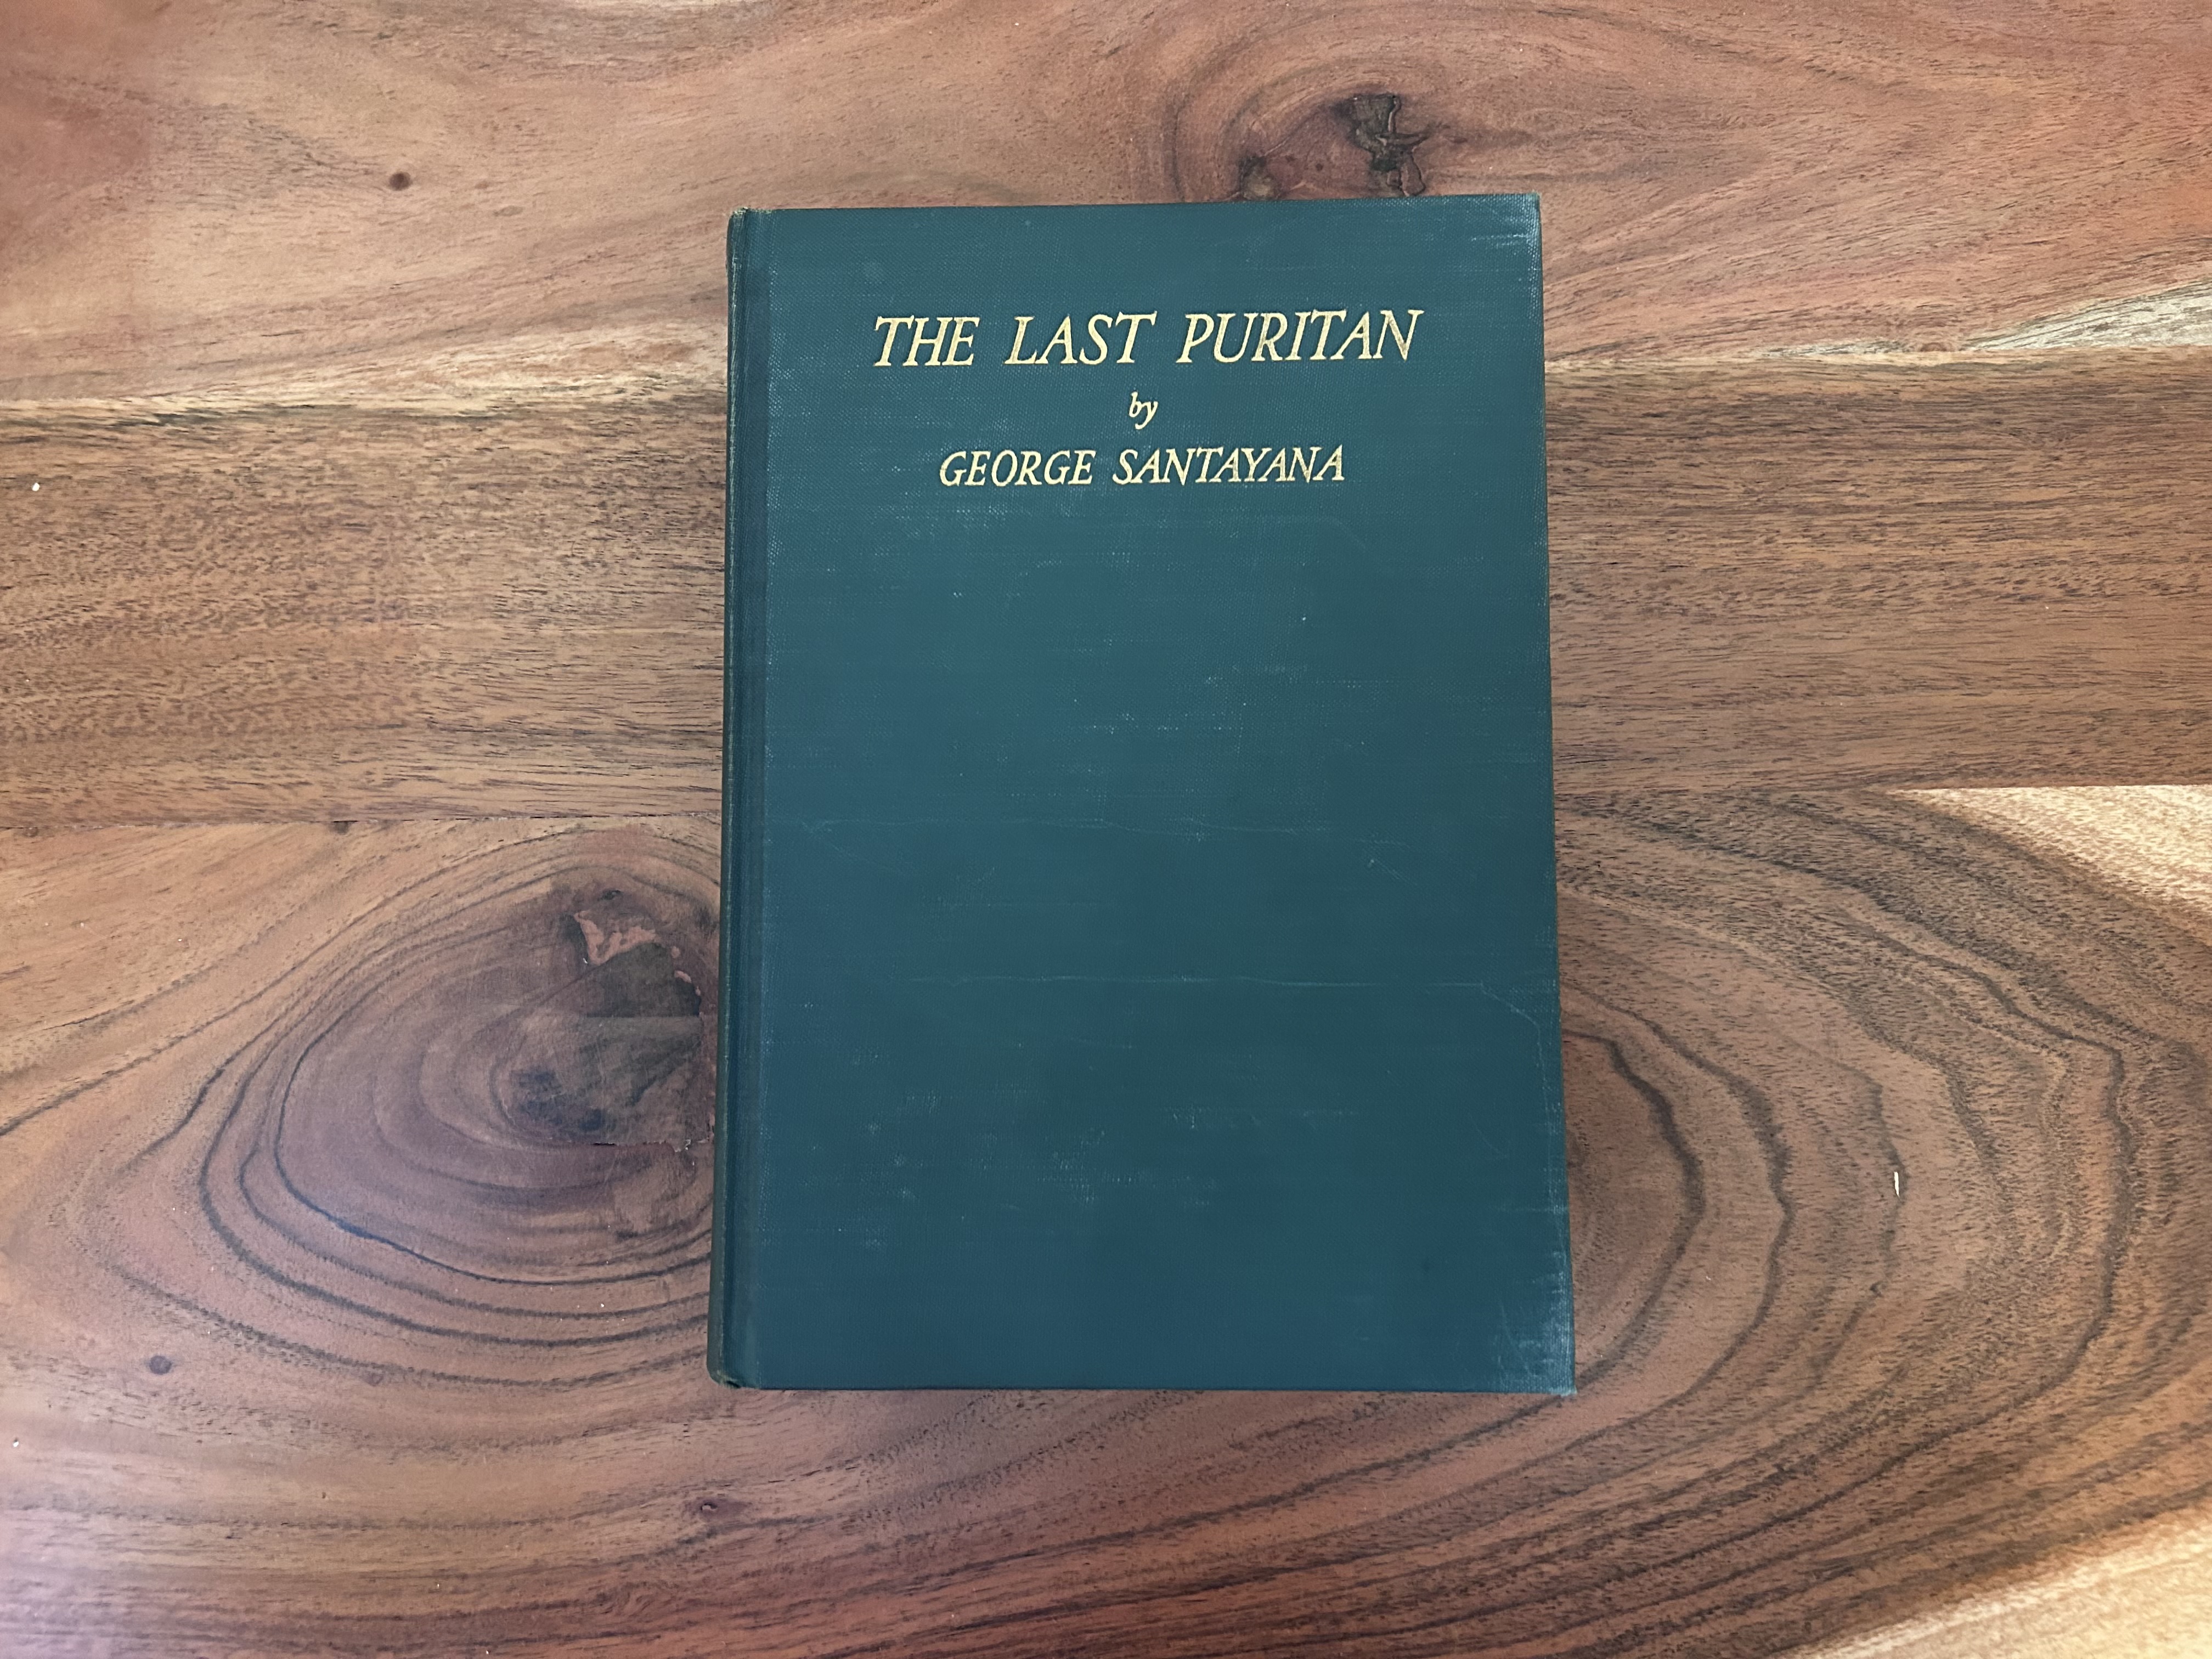 THE LAST PURITAN
by
GEORGE SANTAYANA